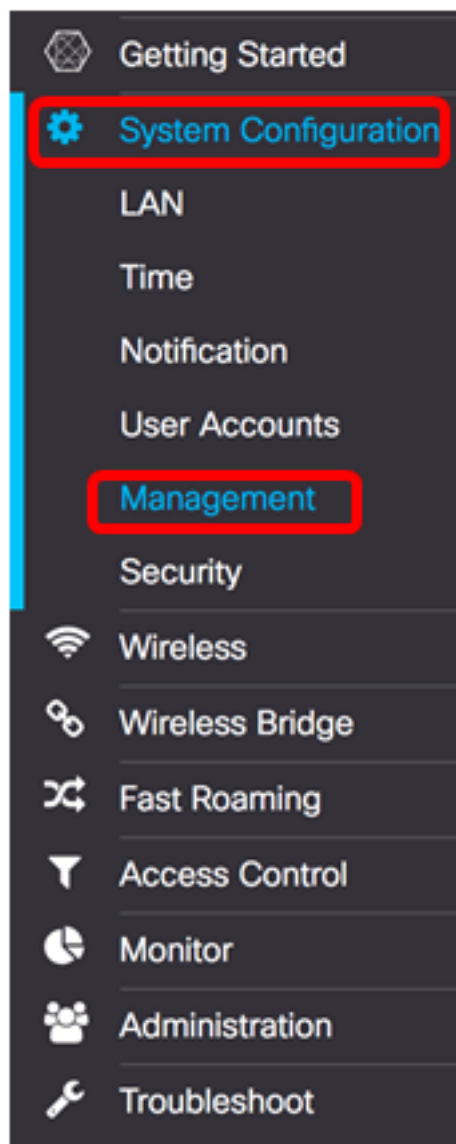 Getting Started
System Configuration
LAN
Time
Notification
User Accounts
Management
Security
Wireless
Wireless Bridge
Fast Roaming
Access Control
Monitor
Administration
Troubleshoot